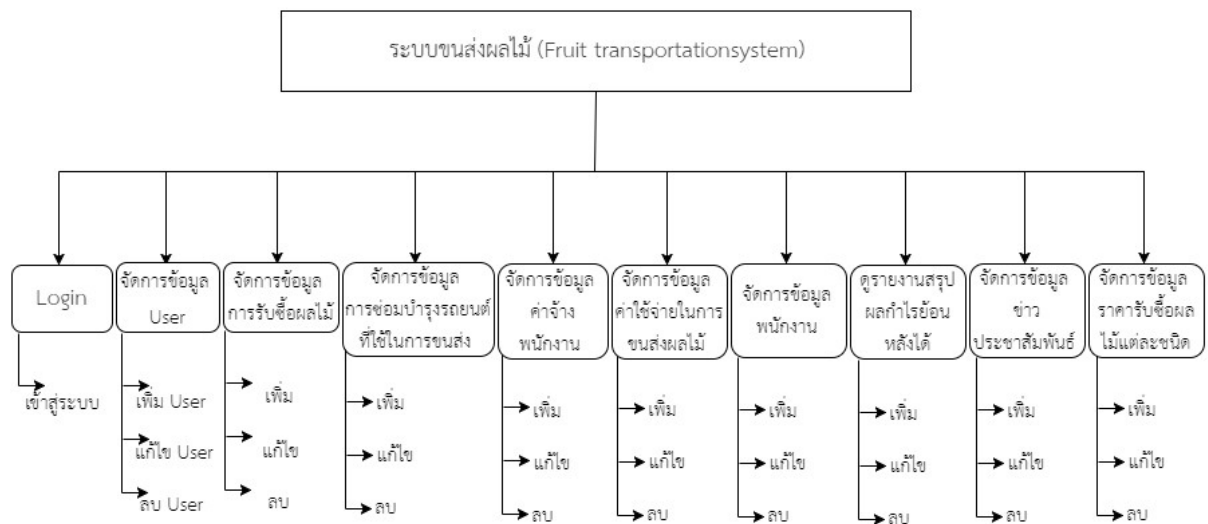 ระบบขนส่งผลไม้ (Fruit transportationsystem)
Login
จัดการข้อมูล
User
จัดการข้อมูล
การรับซื้อผลไม้
จัดการข้อมูล
การซ่อมบำรุงรถยนต์
ที่ใช้ในการขนส่ง
จัดการข้อมูล
ค่าจ้าง
พนักงาน
จัดการข้อมูล
ค่าใช้จ่ายในการ
ขนส่งผลไม้
จัดการข้อมูล
พนักงาน
ดูรายงานสรุป
ผลกำไรย้อน
หลังได้
จัดการข้อมูล
ข่าว
ประชาสัมพันธ์
จัดการข้อมูล
ราคารับซื้อผล
ไม้แต่ละชนิด
เข้าสู่ระบบ
เพิ่ม User
แก้ไข User
ลบ User
เพิ่ม
แก้ไข
ลบ
เพิ่ม
แก้ไข
ลบ
เพิ่ม
แก้ไข
ลบ
เพิ่ม
แก้ไข
ลบ
เพิ่ม
แก้ไข
ลบ
เพิ่ม
แก้ไข
ลบ
เพิ่ม
แก้ไข
ลบ
เพิ่ม
แก้ไข
ลบ